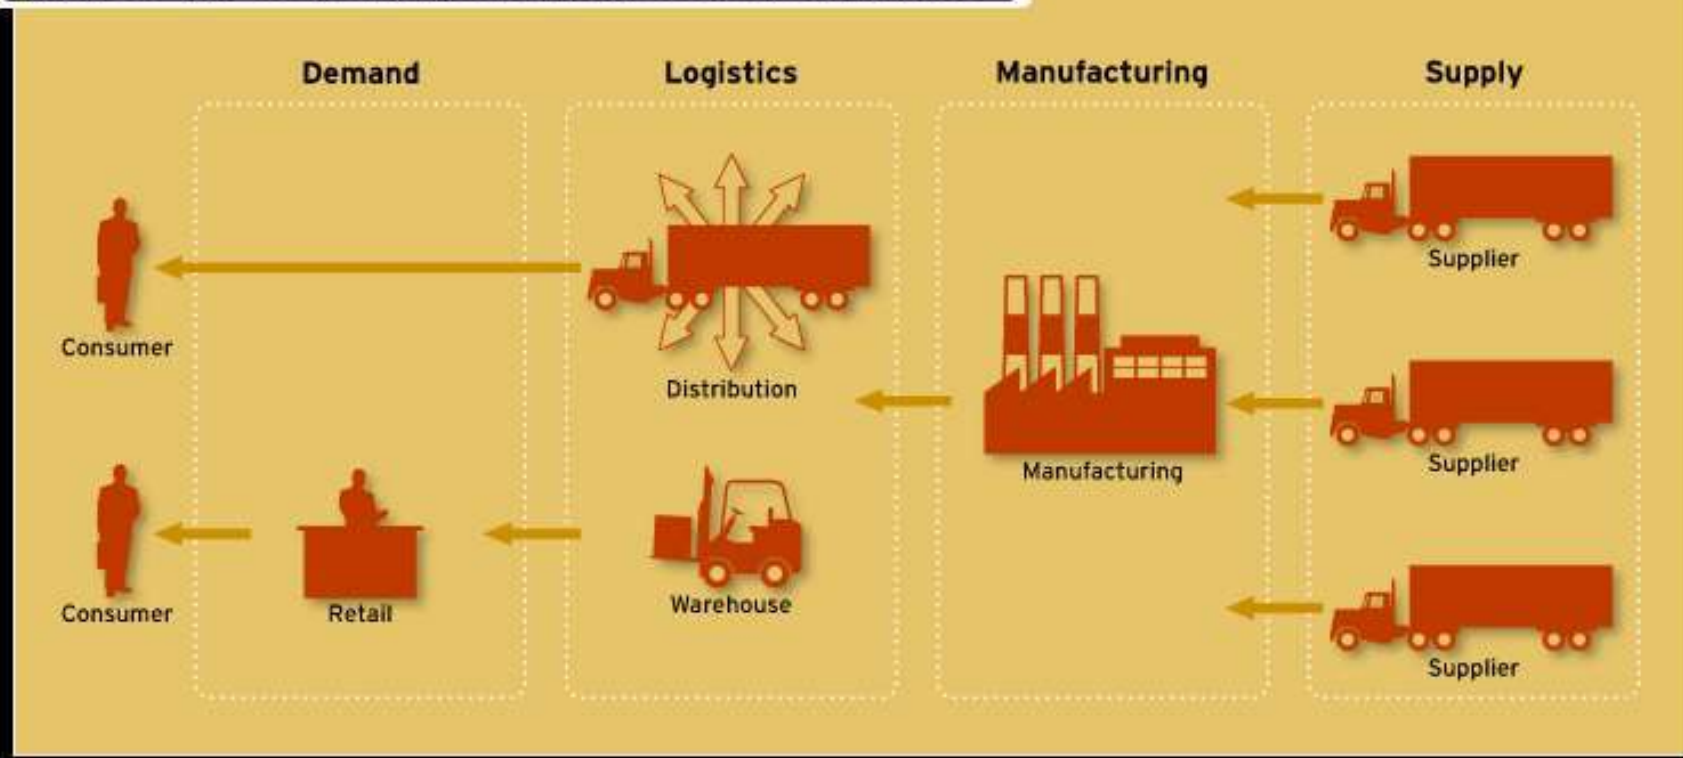 Demand
Logistics
Manufacturing
Supply
Consumer
Distribution
Supplier
Manufacturing
Supplier
Consumer
Retail
Warehouse
Supplier